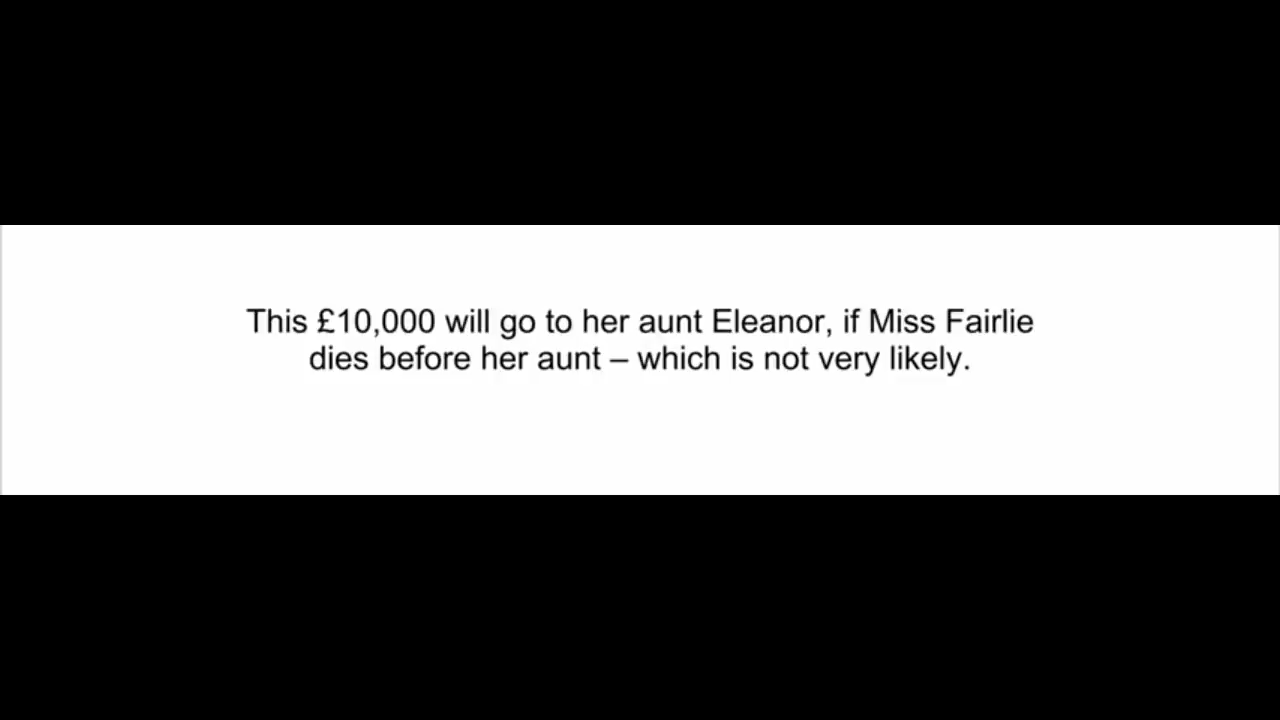 This £10,000 will go to her aunt Eleanor, if Miss Fairlie
dies before her aunt – which is not very likely.